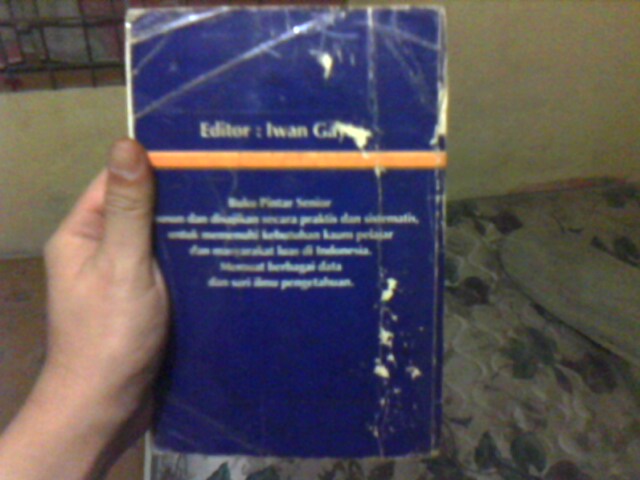 Editor : Iwan
Buku Pintar Senior
dan disajikan secara praktis dan sistematis,
untuk memenuhi kebutuhan kaum pelajar
dan masyarakat luas di Indonesia.
Memuat berbagai data
dan sari ilmu pengetahuan.